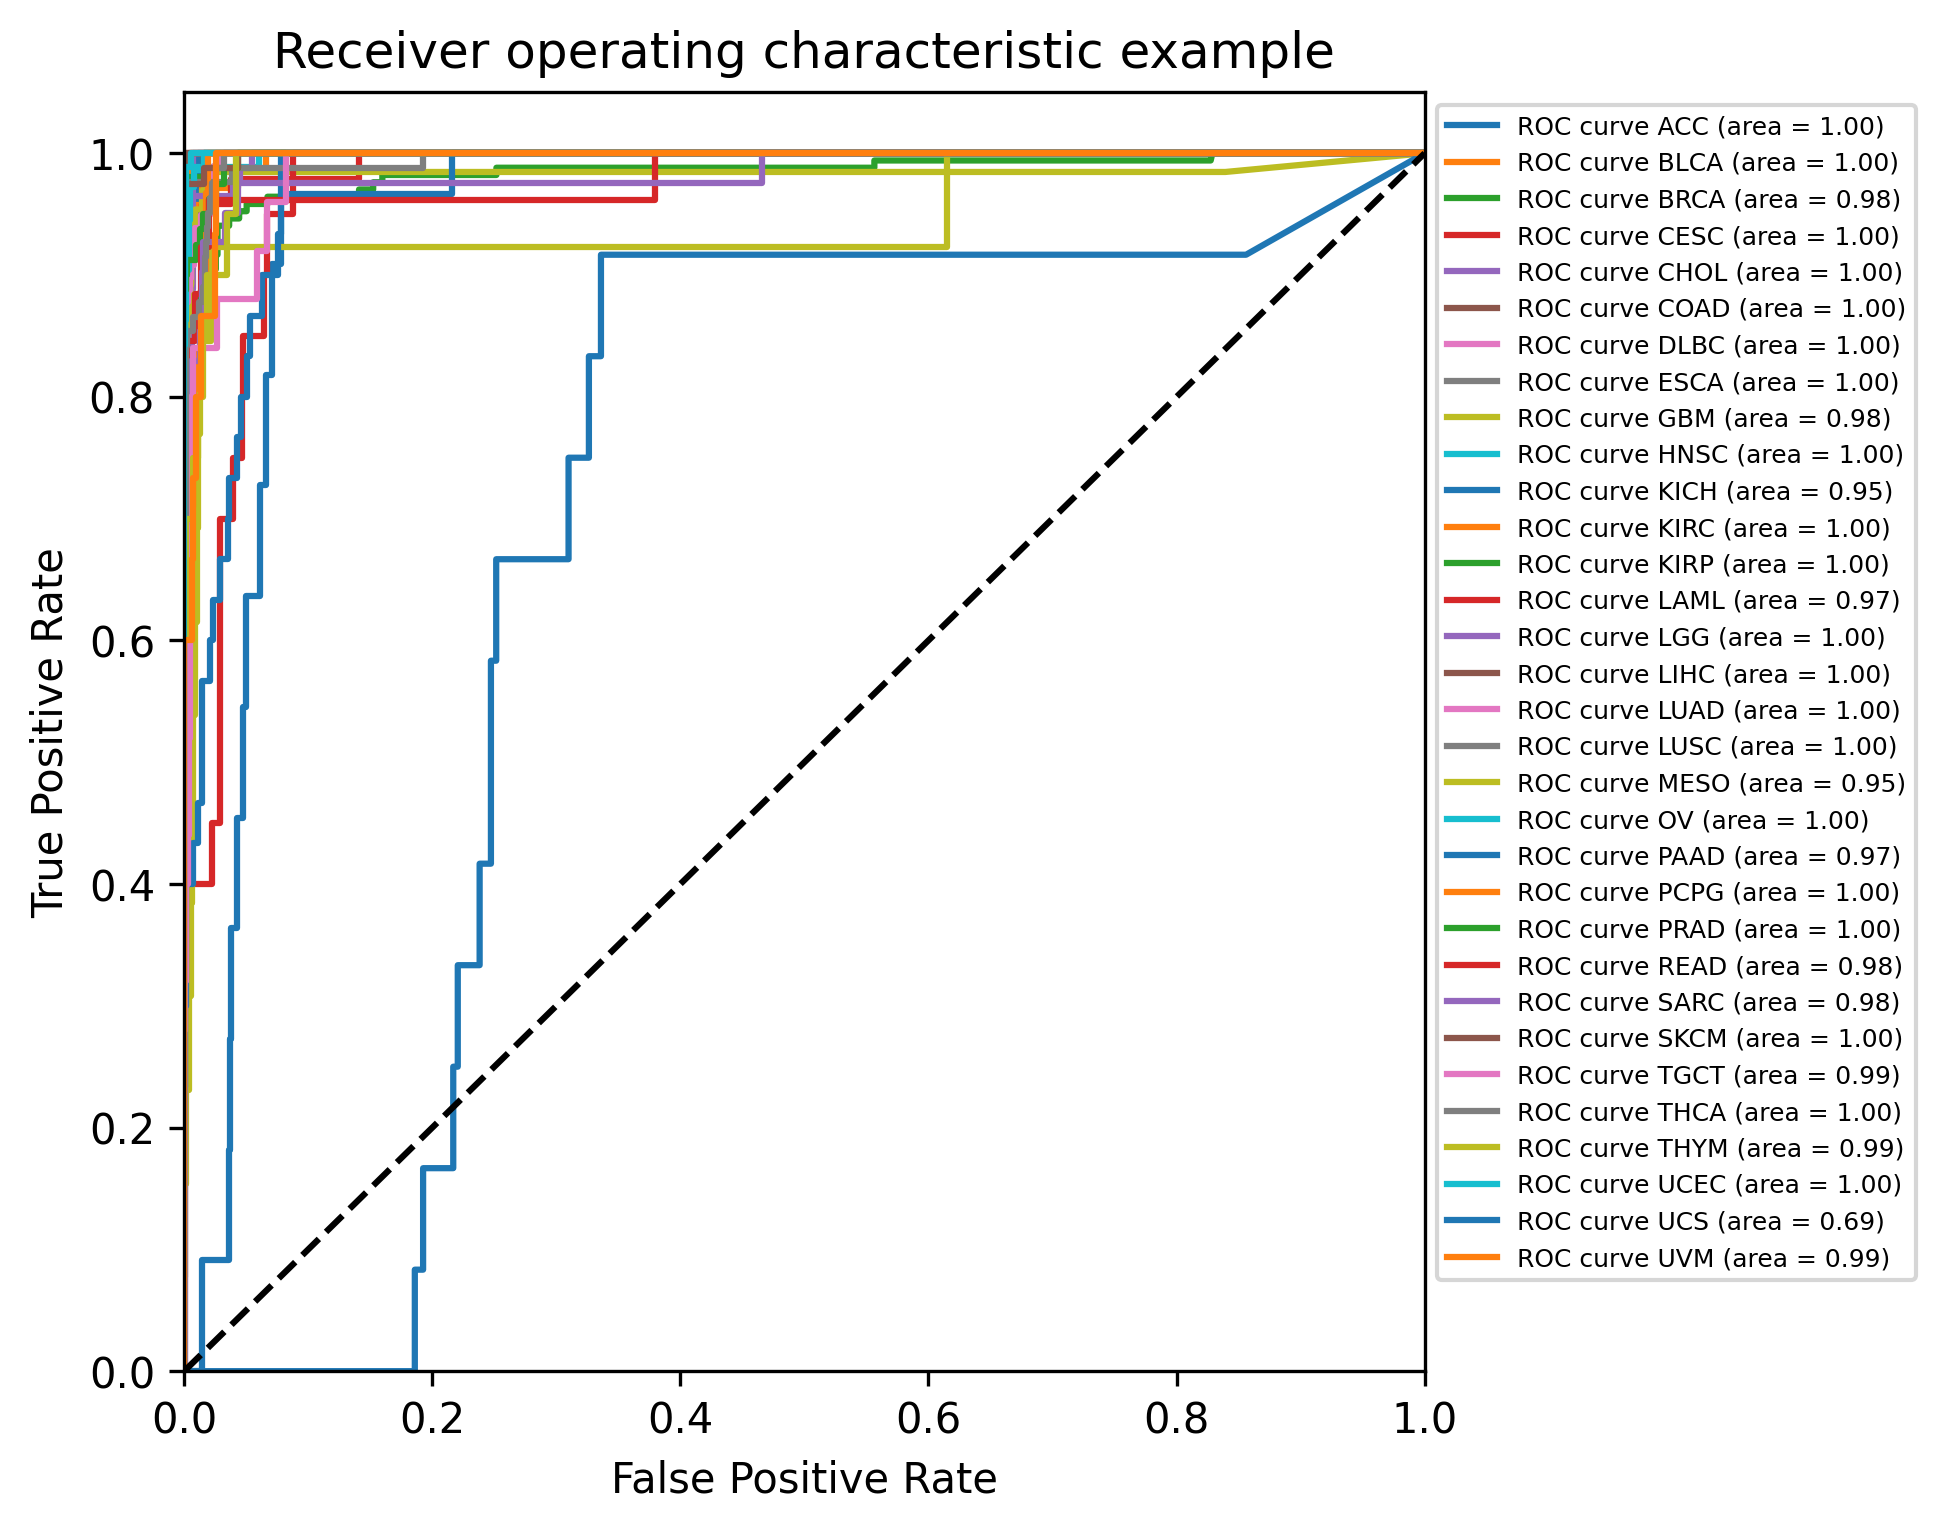 Receiver operating characteristic example
1.0
0.8
0.6
0.4
0.2
0.0
True Positive Rate
0.0 0.2 0.4 0.6 0.8 1.0
False Positive Rate
ROC curve ACC (area = 1.00)
ROC curve BLCA (area = 1.00)
ROC curve BRCA (area = 0.98)
ROC curve CESC (area = 1.00)
ROC curve CHOL (area = 1.00)
ROC curve COAD (area = 1.00)
ROC curve DLBC (area = 1.00)
ROC curve ESCA (area = 1.00)
ROC curve GBM (area = 0.98)
ROC curve HNSC (area = 1.00)
ROC curve KICH (area = 0.95)
ROC curve KIRC (area = 1.00)
ROC curve KIRP (area = 1.00)
ROC curve LAML (area = 0.97)
ROC curve LGG (area = 1.00)
ROC curve LIHC (area = 1.00)
ROC curve LUAD (area = 1.00)
ROC curve LUSC (area = 1.00)
ROC curve MESO (area = 0.95)
ROC curve OV (area = 1.00)
ROC curve PAAD (area = 0.97)
ROC curve PCPG (area = 1.00)
ROC curve PRAD (area = 1.00)
ROC curve READ (area = 0.98)
ROC curve SARC (area = 0.98)
ROC curve SKCM (area = 1.00)
ROC curve TGCT (area = 0.99)
ROC curve THCA (area = 1.00)
ROC curve THYM (area = 0.99)
ROC curve UCEC (area = 1.00)
ROC curve UCS (area = 0.69)
ROC curve UVM (area = 0.99)